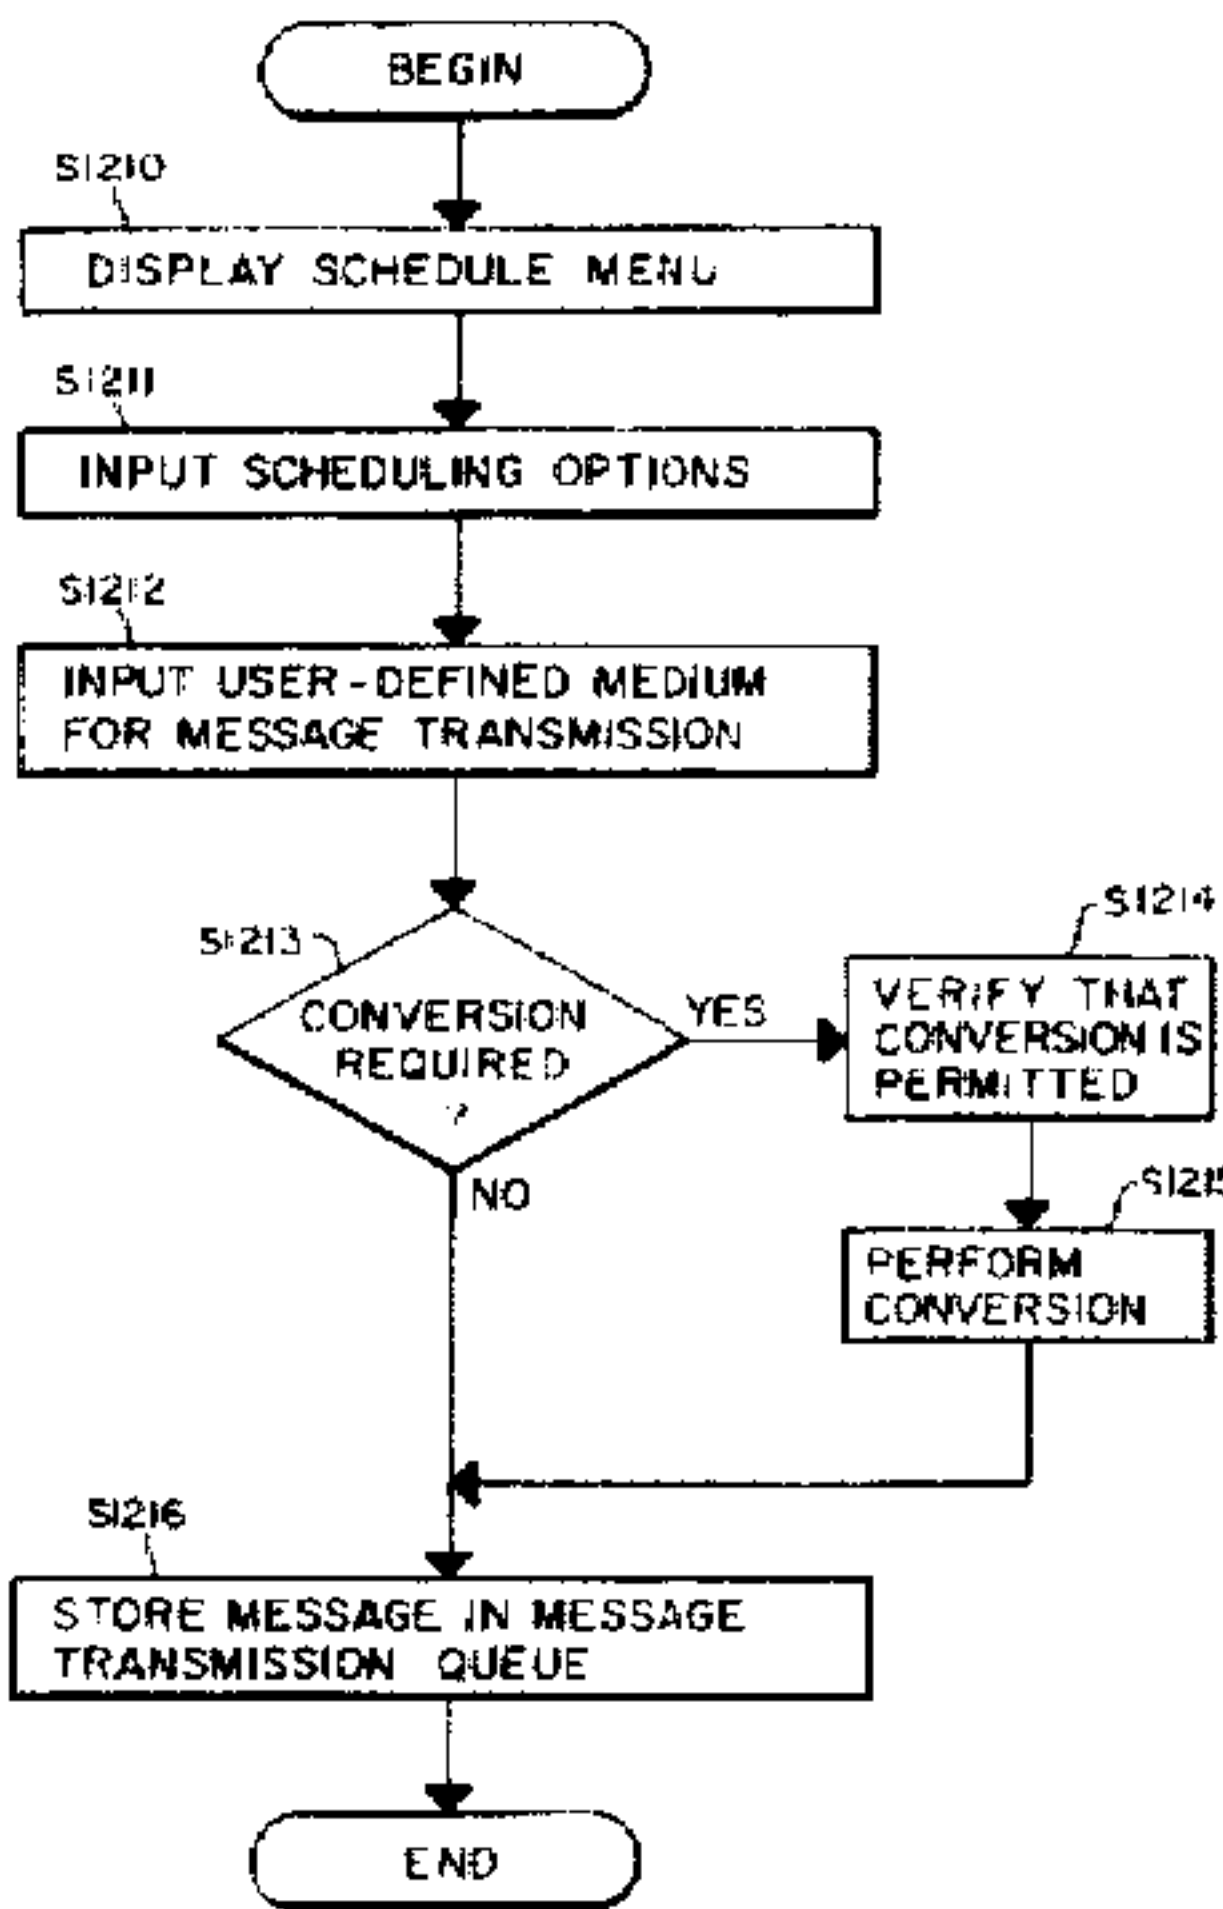 BEGIN
S1210
DISPLAY SCHEDULE MENU
S1211
INPUT SCHEDULING OPTIONS
S1212
INPUT USER-DEFINED MEDIUM
FOR MESSAGE TRANSMISSION
S1213
CONVERSION
REQUIRED
?
YES
NO
S1214
VERIFY THAT
CONVERSION IS
PERMITTED
S1215
PERFORM
CONVERSION
S1216
STORE MESSAGE IN MESSAGE
TRANSMISSION QUEUE
END